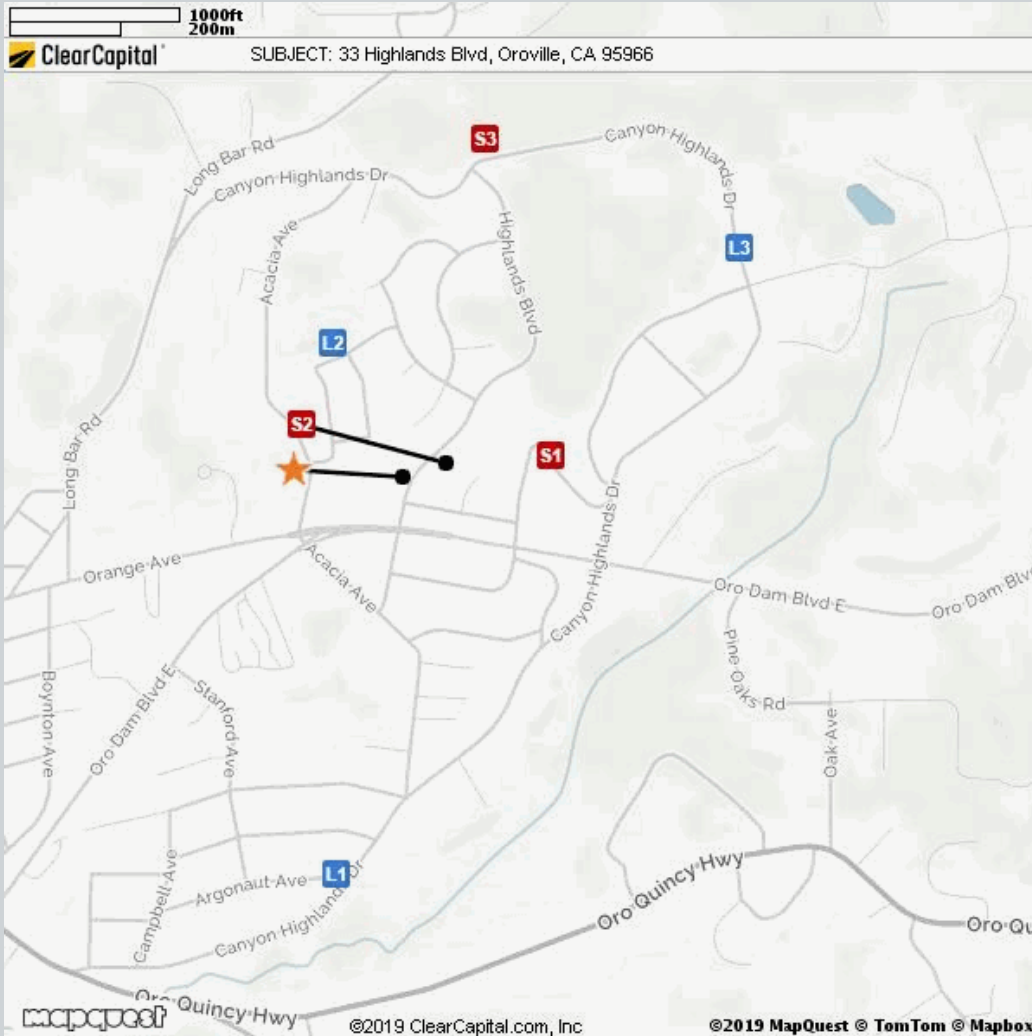 1000ft
200m
ClearCapital
SUBJECT: 33 Highlands Blvd, Oroville, CA 95966
S3
Canyon Highlands Dr
Long Bar Rd
Canyon Highlands Dr
Acacia Ave
Highlands Blvd
L3
L2
S2
S1
Long Bar Rd
Canyon Highlands Dr
Orange Ave
Acacia Ave
Oro Dam Blvd E
Oro Dam Blv
Pine Oaks Rd
Boynton Ave
Oro Dam Blvd E
Stanford Ave
Oak Ave
Oro Quincy Hwy
L1
Argonaut Ave
Campbell Ave
Canyon Highlands Dr
Oro Qu
Oro Quincy Hwy
mapquest
©2019 ClearCapital.com, Inc
©2019 MapQuest © TomTom © Mapbox